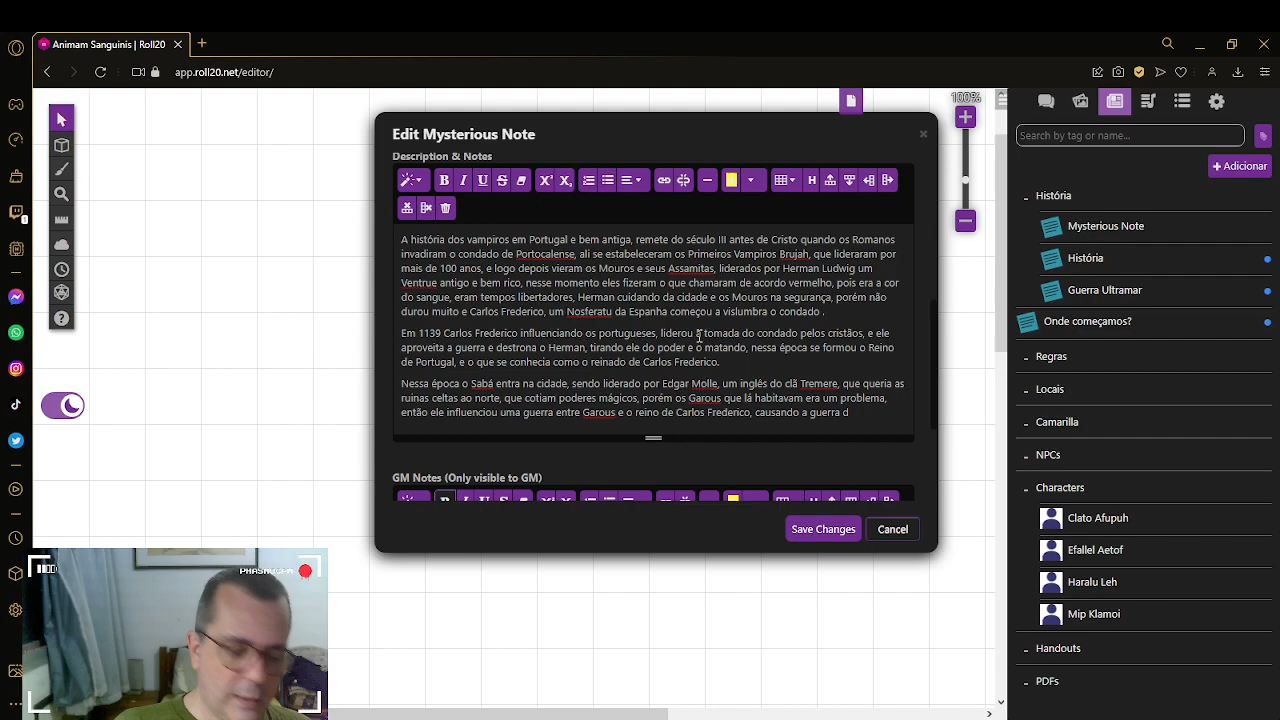 Animam Sanguinis | Roll20
app.roll20.net/editor/
100%
Search by tag or name...
+ Adicionar
História
Mysterious Note
História
Guerra Ultramar
Onde começamos?
Regras
Locais
Camarilla
NPCs
Characters
Clato Afupuh
Efallel Aetof
Haralu Leh
Mip Klamoi
Handouts
PDFs
Edit Mysterious Note
Description & Notes
A história dos vampiros em Portugal e bem antiga, remete do século III antes de Cristo quando os Romanos
invadiram o condado de Portocalense, ali se estabeleceram os Primeiros Vampiros Brujah, que lideraram por
mais de 100 anos, e logo depois vieram os Mouros e seus Assamitas, liderados por Herman Ludwig um
Ventrue antigo e bem rico, nesse momento eles fizeram o que chamaram de acordo vermelho, pois era a cor
do sangue, eram tempos libertadores, Herman cuidando da cidade e os Mouros na segurança, porém não
durou muito e Carlos Frederico, um Nosferatu da Espanha começou a vislumbra o condado .
Em 1139 Carlos Frederico influenciando os portugueses, liderou a tomada do condado pelos cristãos, e ele
aproveita a guerra e destrona o Herman, tirando ele do poder e o matando, nessa época se formou o Reino
de Portugal, e o que se conhecia como o reinado de Carlos Frederico.
Nessa época o Sabá entra na cidade, sendo liderado por Edgar Molle, um inglês do clã Tremere, que queria as
ruinas celtas ao norte, que cotiam poderes mágicos, porém os Garous que lá habitavam era um problema,
então ele influenciou uma guerra entre Garous e o reino de Carlos Frederico, causando a guerra d
GM Notes (Only visible to GM)
Save Changes
Cancel